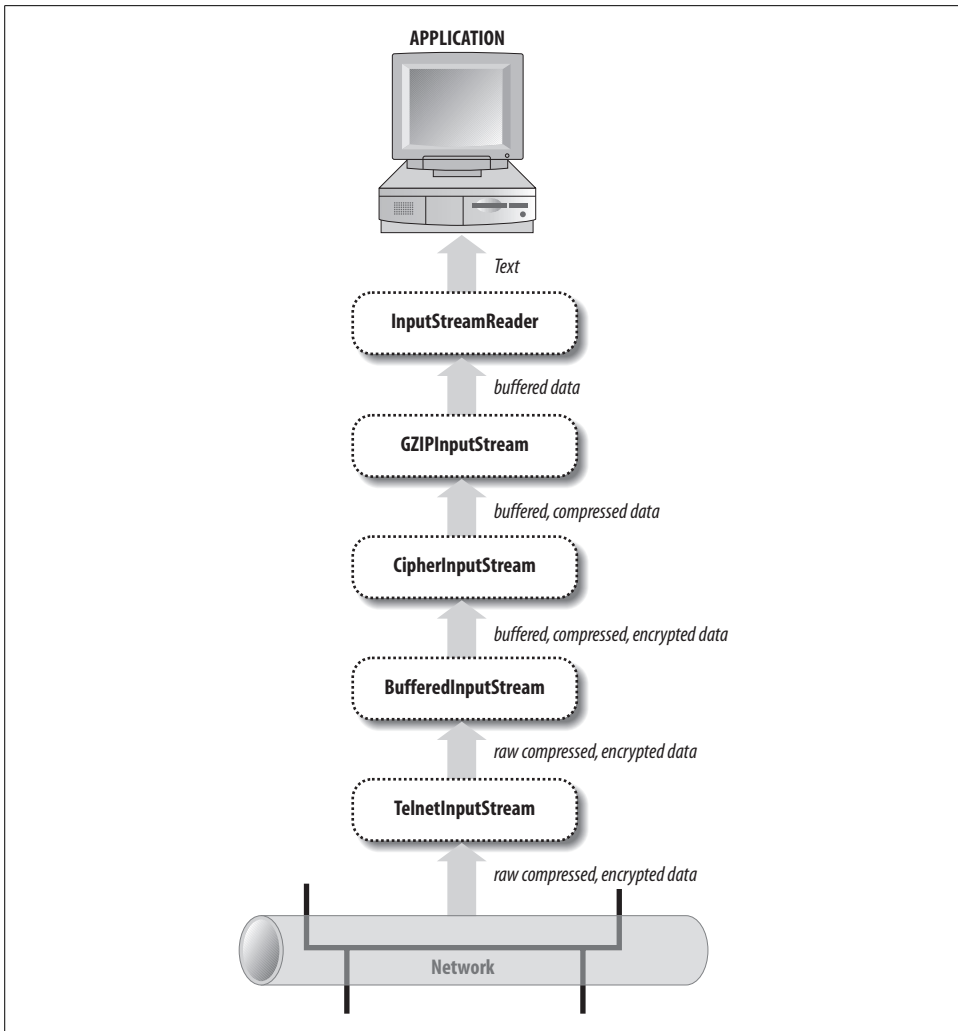 APPLICATION
Text
InputStreamReader
buffered data
GZIPInputStream
buffered, compressed data
CipherInputStream
buffered, compressed, encrypted data
BufferedInputStream
raw compressed, encrypted data
TelnetInputStream
raw compressed, encrypted data
Network